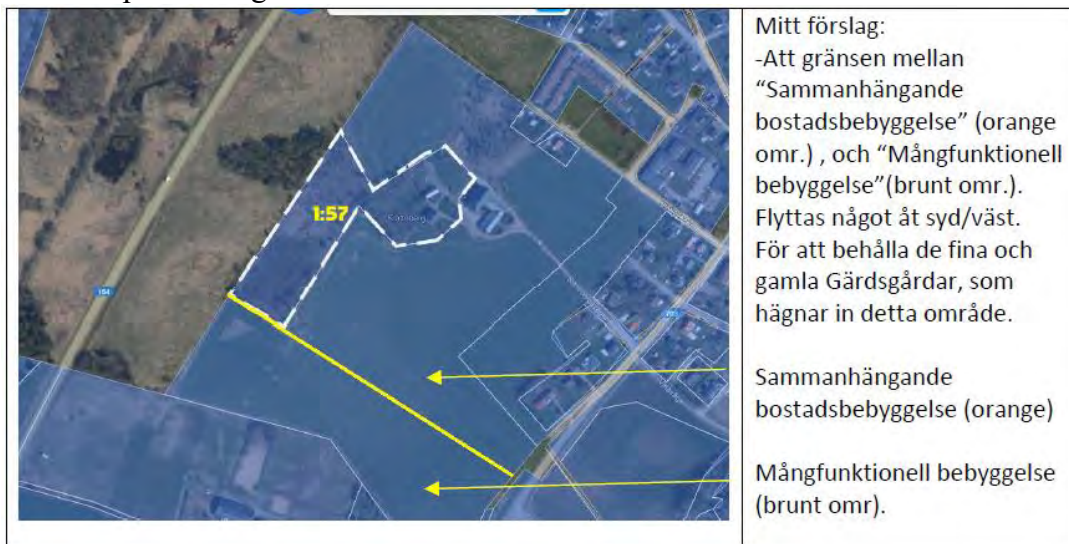 Mitt förslag:
-Att gränsen mellan
“Sammanhängande
bostadsbebyggelse” (orange
omr.) , och “Mångfunktionell
bebyggelse”(brunt omr.).
Flyttas något åt syd/väst.
För att behålla de fina och
gamla Gärdsgårdar, som
hägnar in detta område.
Sammanhängande
bostadsbebyggelse (orange)
Mångfunktionell bebyggelse
(brunt omr).
1:57